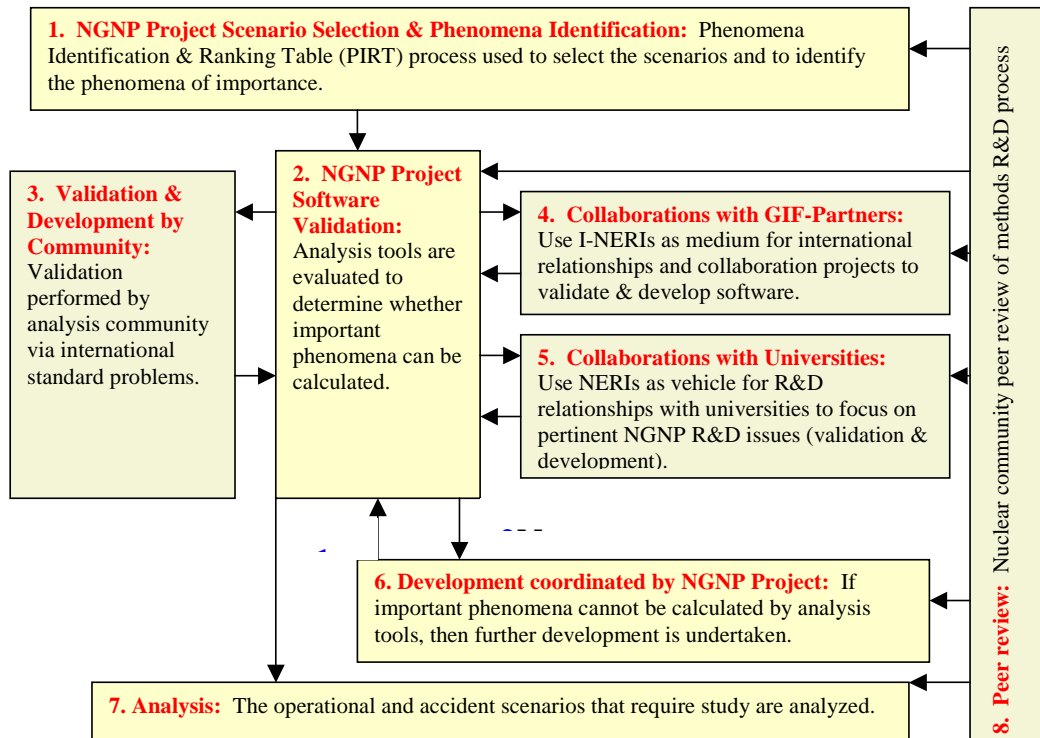 1. NGNP Project Scenario Selection & Phenomena Identification: Phenomena
Identification & Ranking Table (PIRT) process used to select the scenarios and to identify
the phenomena of importance.
2. NGNP Project
Software
Validation:
Analysis tools are
evaluated to
determine whether
important
phenomena can be
calculated.
3. Validation &
Development by
Community:
Validation
performed by
analysis community
via international
standard problems.
4. Collaborations with GIF-Partners:
Use I-NERIs as medium for international
relationships and collaboration projects to
validate & develop software.
5. Collaborations with Universities:
Use NERIs as vehicle for R&D
relationships with universities to focus on
pertinent NGNP R&D issues (validation &
development).
6. Development coordinated by NGNP Project: If
important phenomena cannot be calculated by analysis
tools, then further development is undertaken.
7. Analysis: The operational and accident scenarios that require study are analyzed.
8. Peer review: Nuclear community peer review of methods R&D process